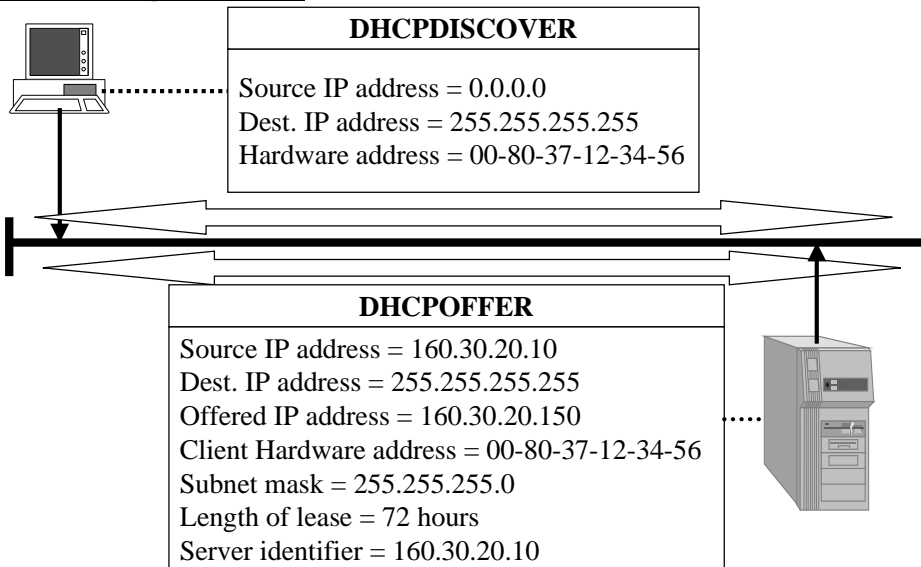 DHCPDISCOVER
Source IP address = 0.0.0.0
Dest. IP address = 255.255.255.255
Hardware address = 00-80-37-12-34-56
DHCPOFFER
Source IP address = 160.30.20.10
Dest. IP address = 255.255.255.255
Offered IP address = 160.30.20.150
Client Hardware address = 00-80-37-12-34-56
Subnet mask = 255.255.255.0
Length of lease = 72 hours
Server identifier = 160.30.20.10